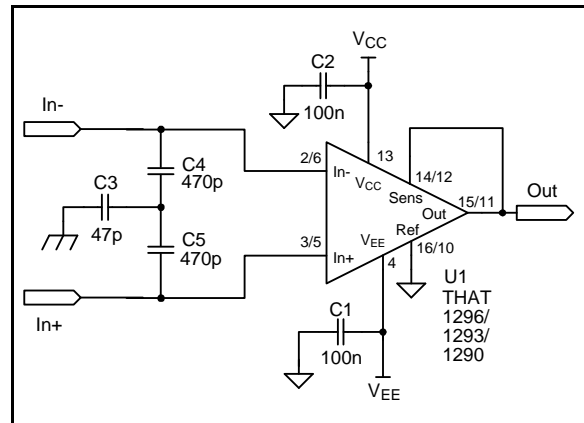 VCC
C2
100n
In-
C4
470p
C3
47p
C5
470p
In+
2/6
In-
13
VCC
14/12
Sens
15/11
Out
Out
Ref
16/10
VEE
4
3/5
In+
C1
100n
VEE
U1
THAT
1296/
1293/
1290